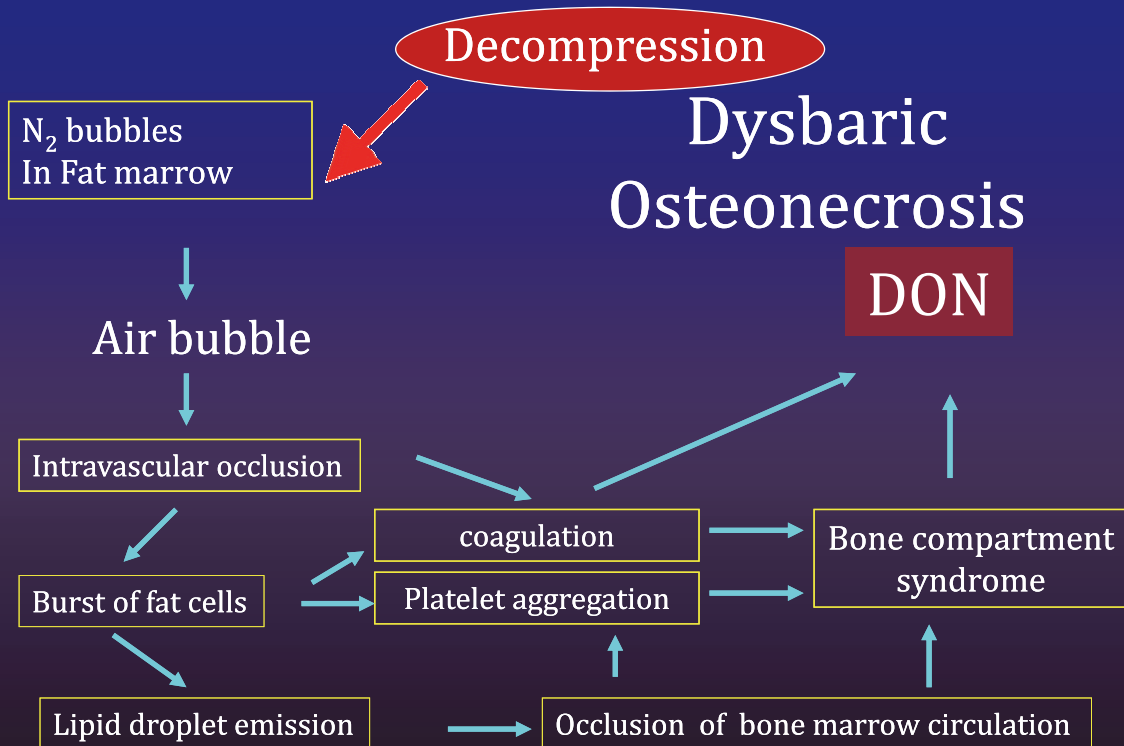 Decompression
Dysbaric
Osteonecrosis
DON
N₂ bubbles
In Fat marrow
Air bubble
Intravascular occlusion
coagulation
Burst of fat cells
Platelet aggregation
Bone compartment
syndrome
Lipid droplet emission
Occlusion of bone marrow circulation